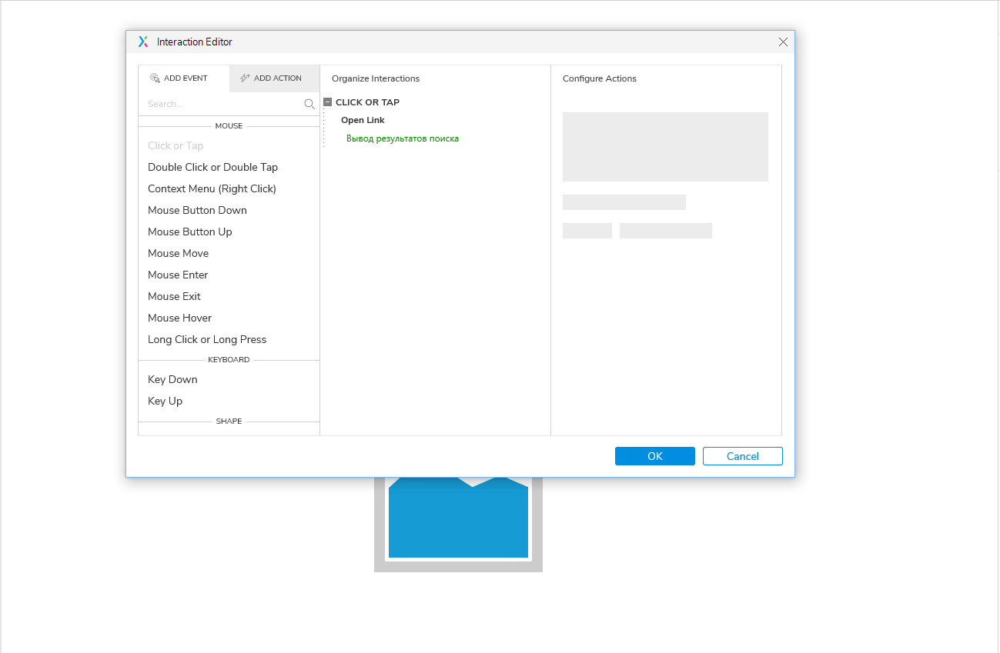 Interaction Editor
ADD EVENT
ADD ACTION
Search...
MOUSE
Click or Tap
Double Click or Double Tap
Context Menu (Right Click)
Mouse Button Down
Mouse Button Up
Mouse Move
Mouse Enter
Mouse Exit
Mouse Hover
Long Click or Long Press
KEYBOARD
Key Down
Key Up
SHAPE
Organize Interactions
CLICK OR TAP
Open Link
Вывод результатов поиска
Configure Actions
OK
Cancel